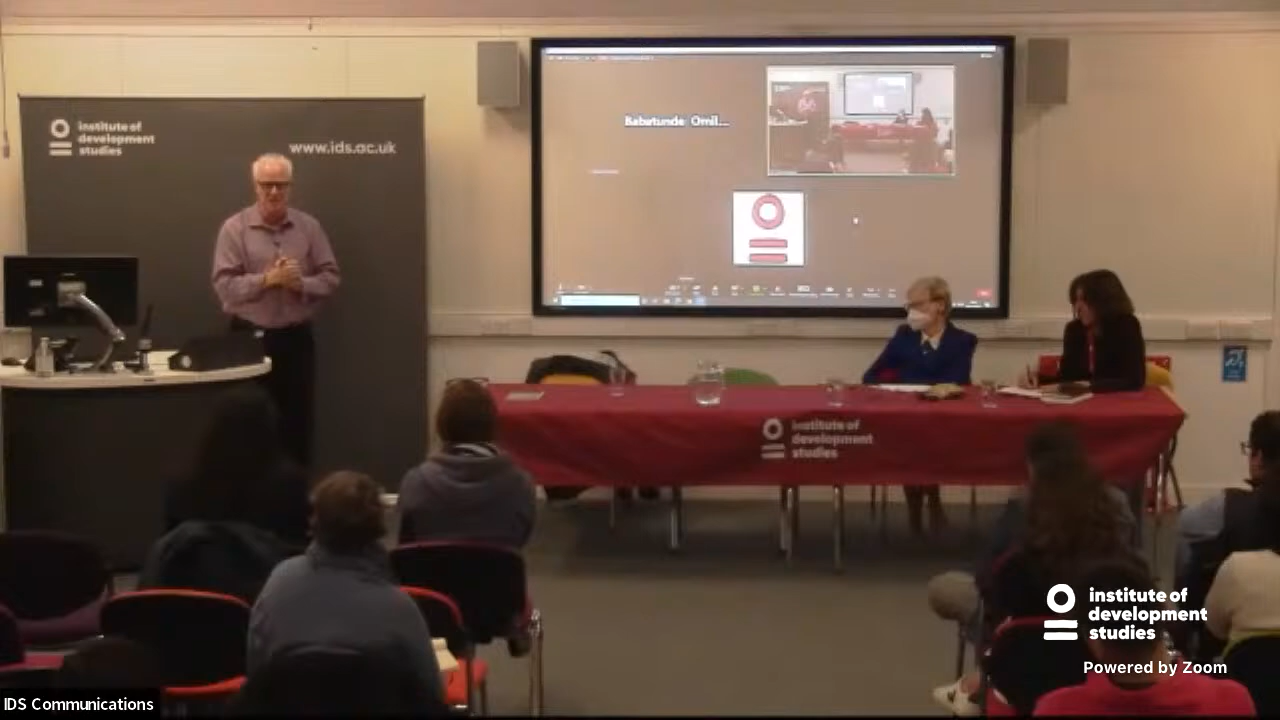 institute of
development
studies
www.ids.ac.uk
Babatunde Omil...
institute of
development
studies
institute of
development
studies
Powered by Zoom
IDS Communications